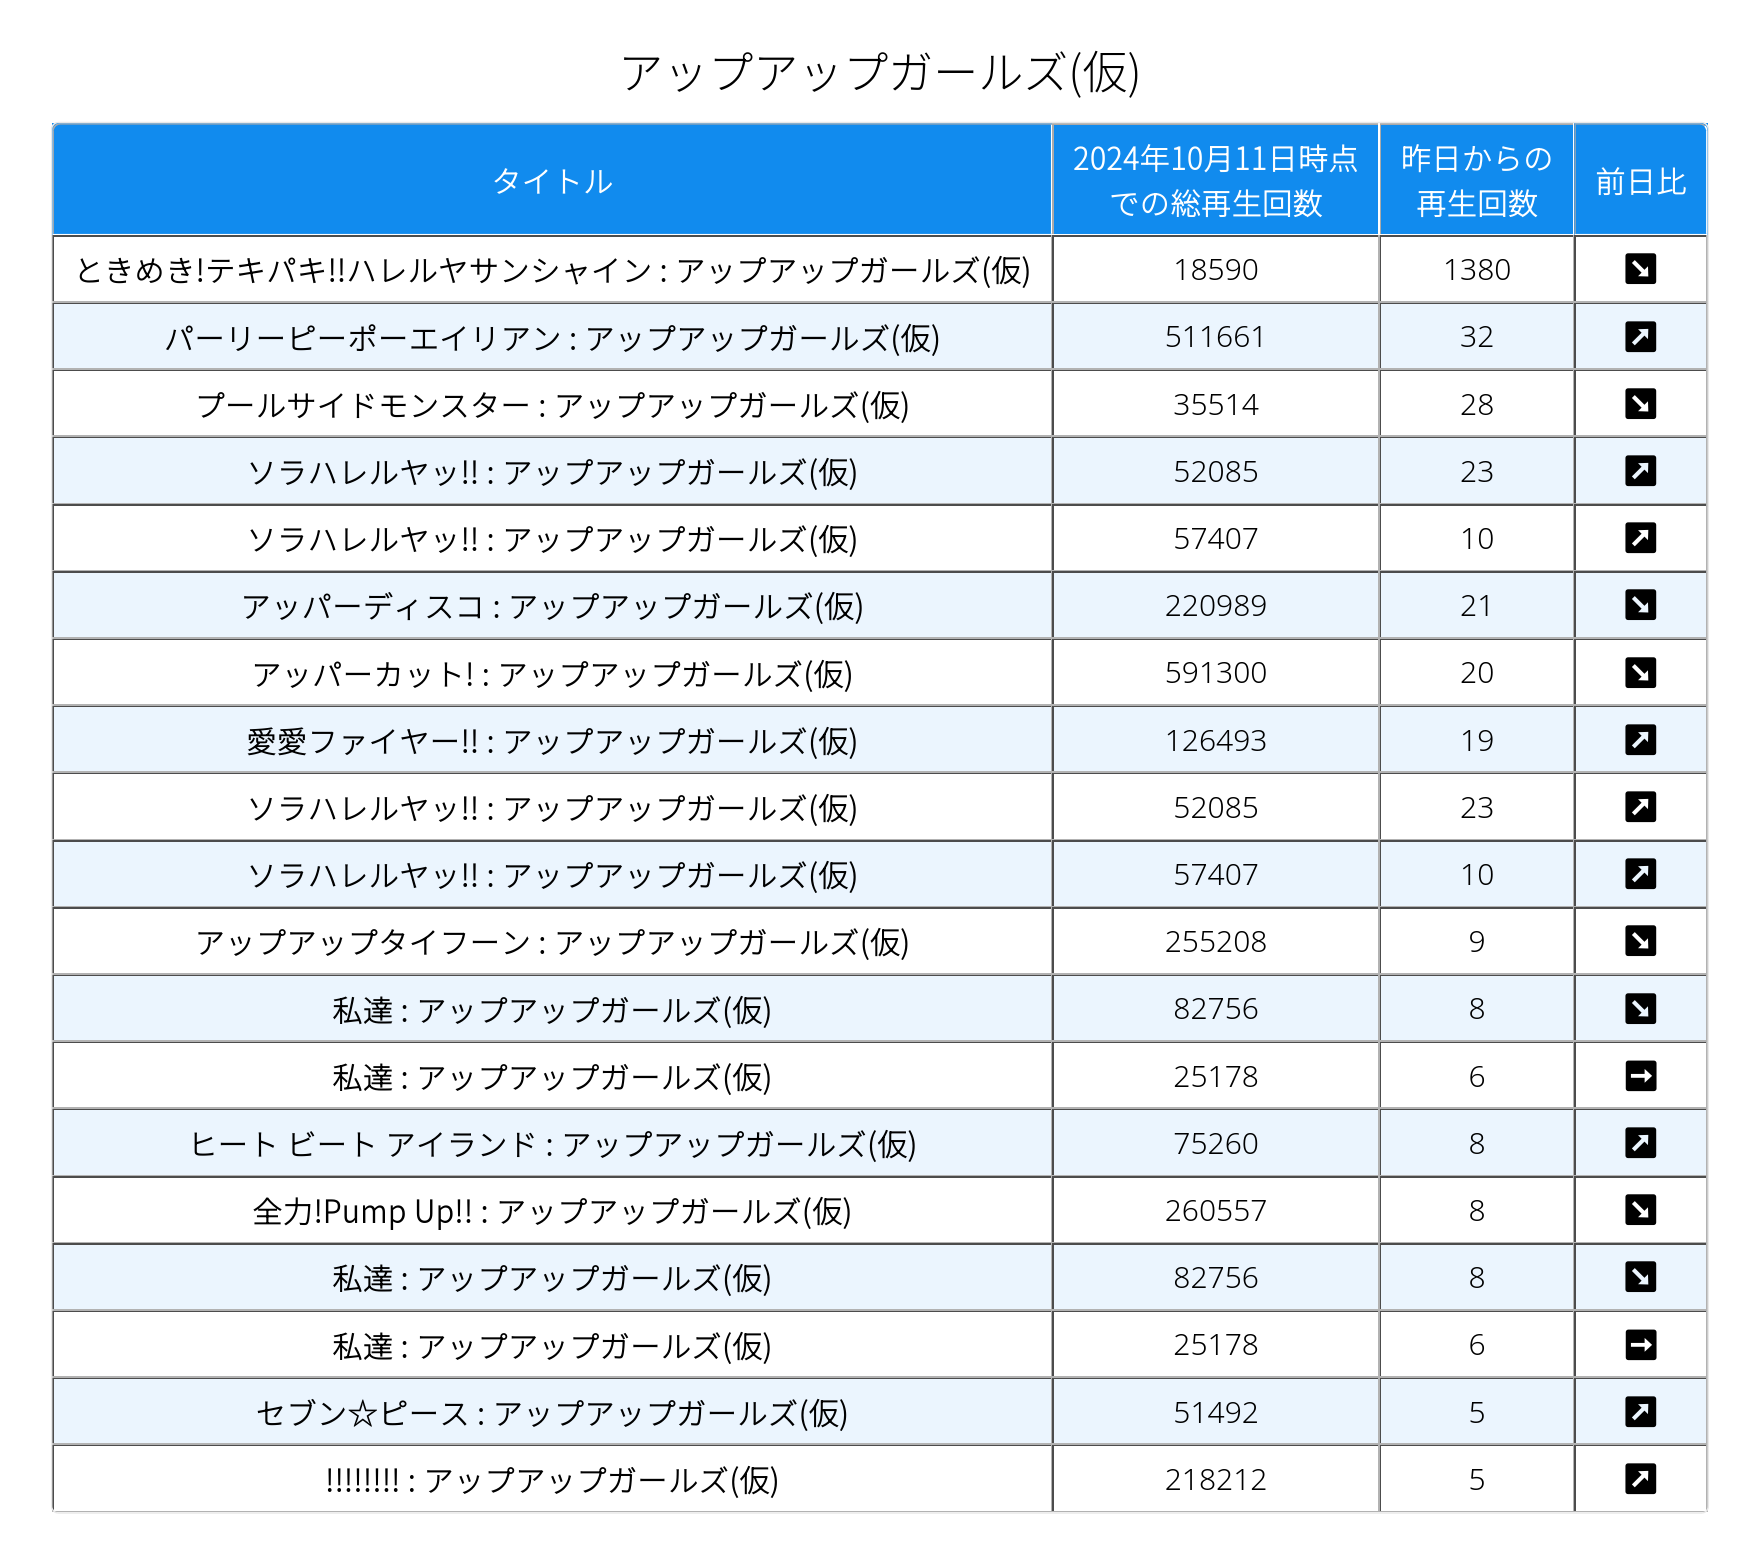 アップアップガールズ(仮)
タイトル
2024年10月11日時点
での総再生回数
昨日からの
再生回数
前日比
ときめき!テキパキ!!ハレルヤサンシャイン : アップアップガールズ(仮) 18590 1380 ↘
パーリーピーポーエイリアン : アップアップガールズ(仮) 511661 32 ↗
プールサイドモンスター : アップアップガールズ(仮) 35514 28 ↘
ソラハレルヤッ!! : アップアップガールズ(仮) 52085 23 ↗
ソラハレルヤッ!! : アップアップガールズ(仮) 57407 10 ↗
アッパーディスコ : アップアップガールズ(仮) 220989 21 ↘
アッパーカット! : アップアップガールズ(仮) 591300 20 ↘
愛愛ファイヤー!! : アップアップガールズ(仮) 126493 19 ↗
ソラハレルヤッ!! : アップアップガールズ(仮) 52085 23 ↗
ソラハレルヤッ!! : アップアップガールズ(仮) 57407 10 ↗
アップアップタイフーン : アップアップガールズ(仮) 255208 9 ↘
私達 : アップアップガールズ(仮) 82756 8 ↘
私達 : アップアップガールズ(仮) 25178 6 →
ヒート ビート アイランド : アップアップガールズ(仮) 75260 8 ↗
全力!Pump Up!! : アップアップガールズ(仮) 260557 8 ↘
私達 : アップアップガールズ(仮) 82756 8 ↘
私達 : アップアップガールズ(仮) 25178 6 →
セブン☆ピース : アップアップガールズ(仮) 51492 5 ↗
!!!!!!!! : アップアップガールズ(仮) 218212 5 ↗